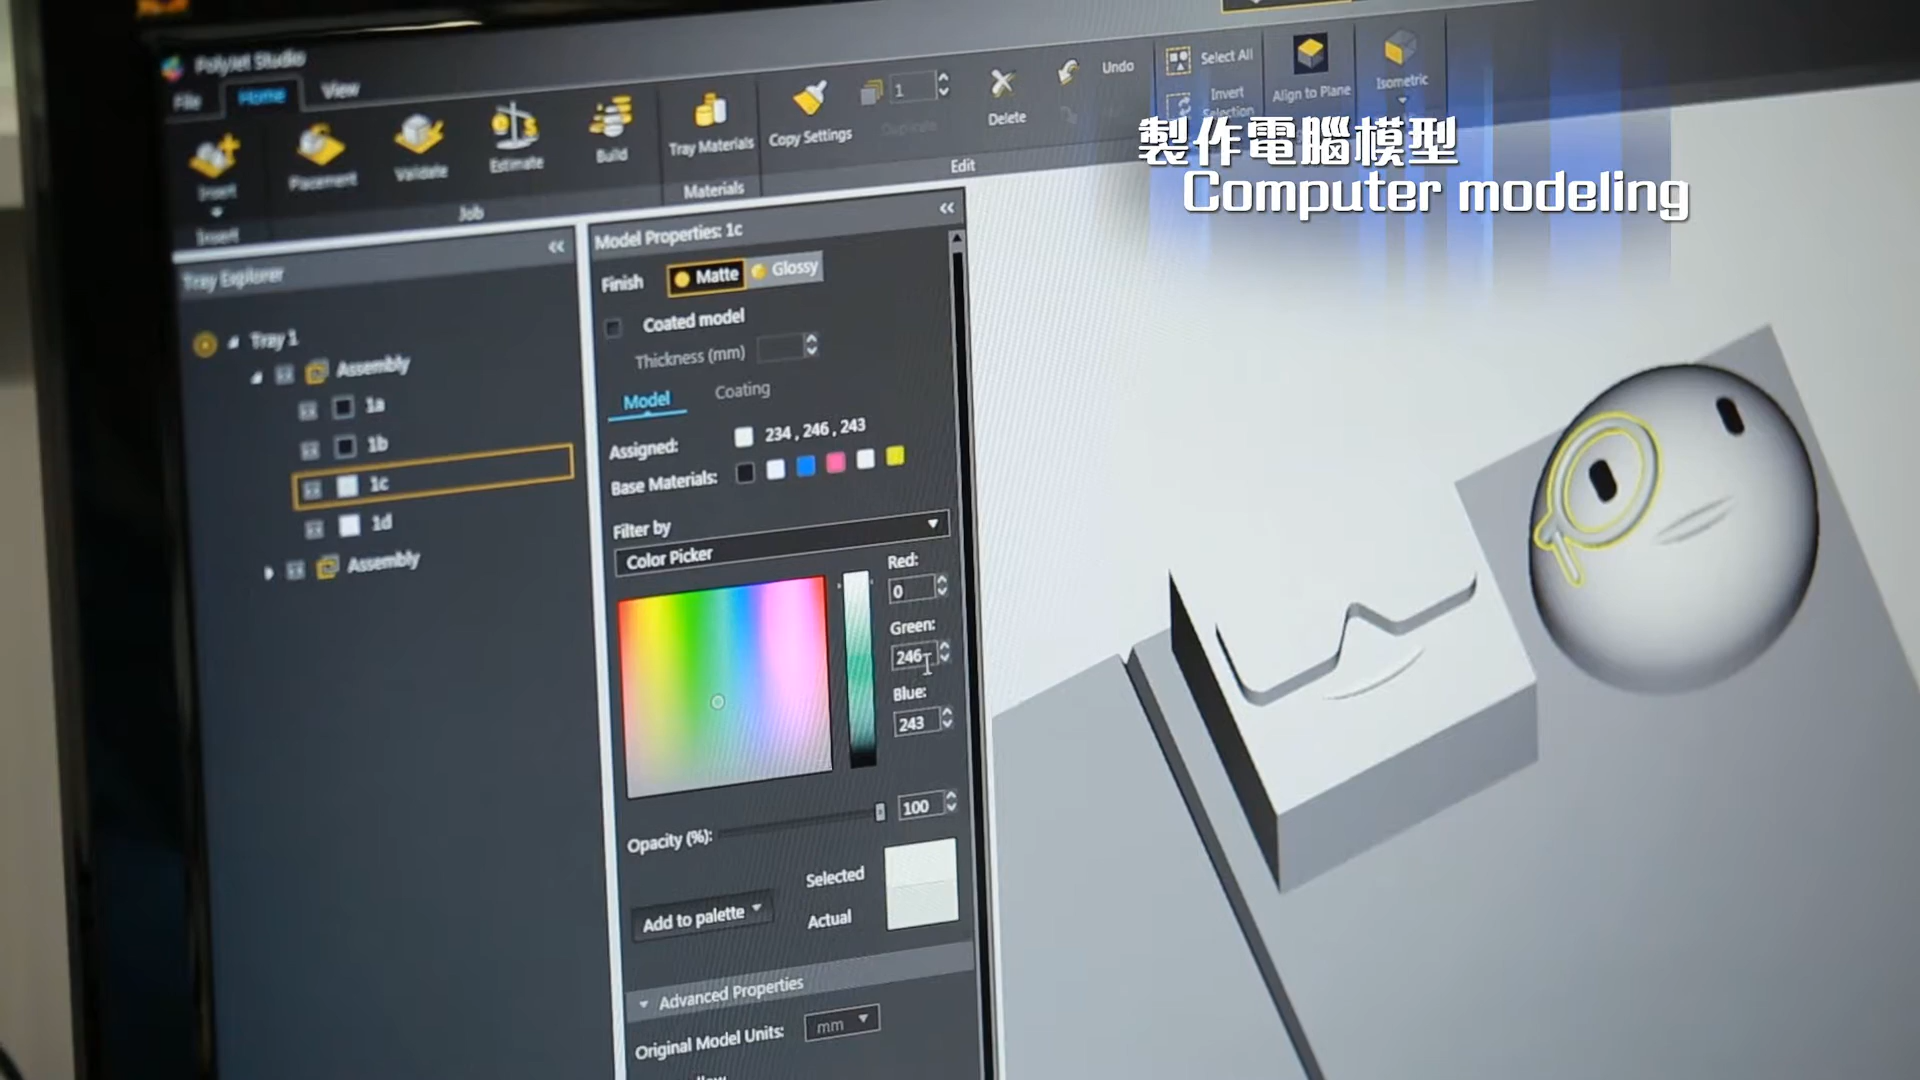 PolyJet Studio
File Home View
Insert
Placement
Validate
Estimate
Build
Tray Materials
Copy Settings
1
Delete
Undo
Select All
Invert
Selection
Align to Plane
Isometric
Insert
Job
Materials
Edit
製作電腦模型
Computer modeling
Tray Explorer
Tray 1
Assembly
1a
1b
1c
1d
Assembly
Model Properties: 1c
Finish Matte Glossy
Coated model
Thickness (mm)
Model Coating
Assigned: 234 , 246 , 243
Base Materials:
Filter by
Color Picker
Red:
0
Green:
246
Blue:
243
Opacity (%): 100
Selected
Add to palette Actual
Advanced Properties
Original Model Units: mm